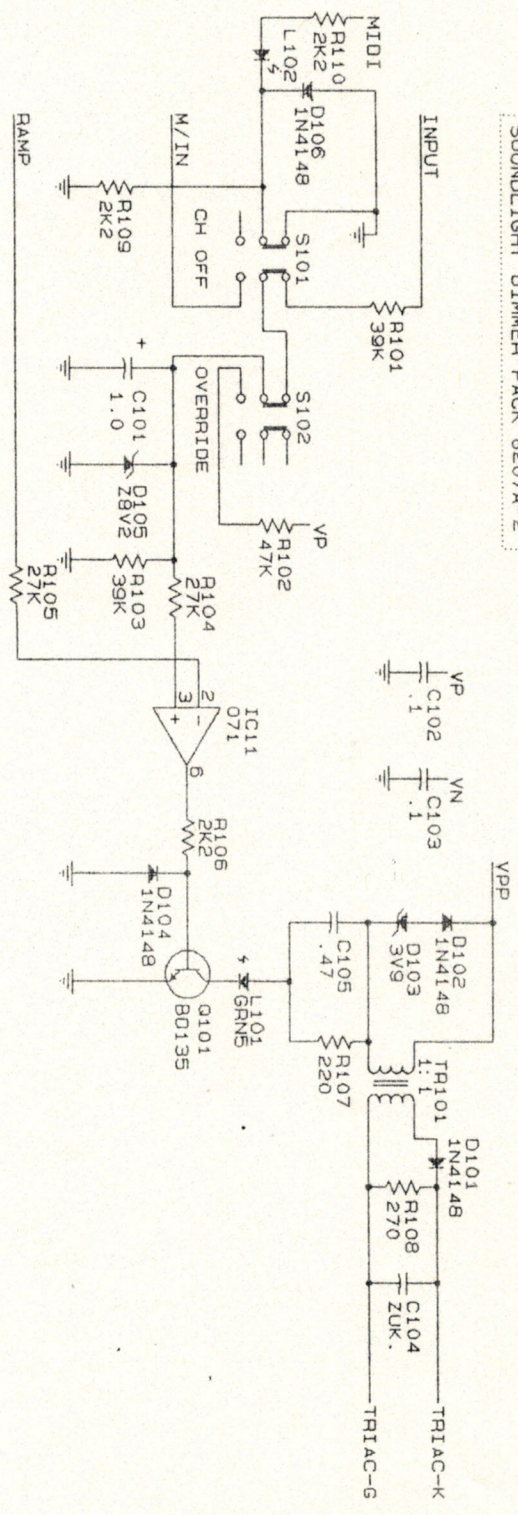 SOUNDLIGHT DIMMER PACK
MIDI
R110
2K2
L102
D106
1N4148
INPUT
M/IN
RAMP
R109
2K2
CH OFF
S101
R101
39K
S102
OVERRIDE
VP
R102
47K
+
C101
1.0
D105
Z8V2
R103
39K
R104
27K
R105
27K
2
3
-
+
6
IC11
071
VP
C102
.1
VN
C103
.1
R106
2K2
D104
1N4148
Q101
BD135
L101
GRN5
C105
.47
R107
220
VPP
D102
1N4148
D103
3V9
TR101
1:1
D101
1N4148
R108
270
C104
ZUK.
TRIAC-K
TRIAC-G